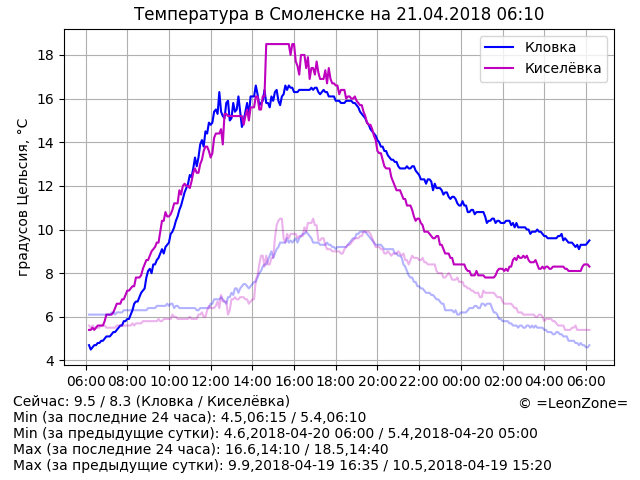 Температура в Смоленске на 21.04.2018 06:10
Кловка
Киселёвка
градусов Цельсия, °C
18
16
14
12
10
8
6
4
06:00 08:00 10:00 12:00 14:00 16:00 18:00 20:00 22:00 00:00 02:00 04:00 06:00
Сейчас: 9.5 / 8.3 (Кловка / Киселёвка)
© =LeonZone=
Min (за последние 24 часа): 4.5,06:15 / 5.4,06:10
Min (за предыдущие сутки): 4.6,2018-04-20 06:00 / 5.4,2018-04-20 05:00
Max (за последние 24 часа): 16.6,14:10 / 18.5,14:40
Max (за предыдущие сутки): 9.9,2018-04-19 16:35 / 10.5,2018-04-19 15:20